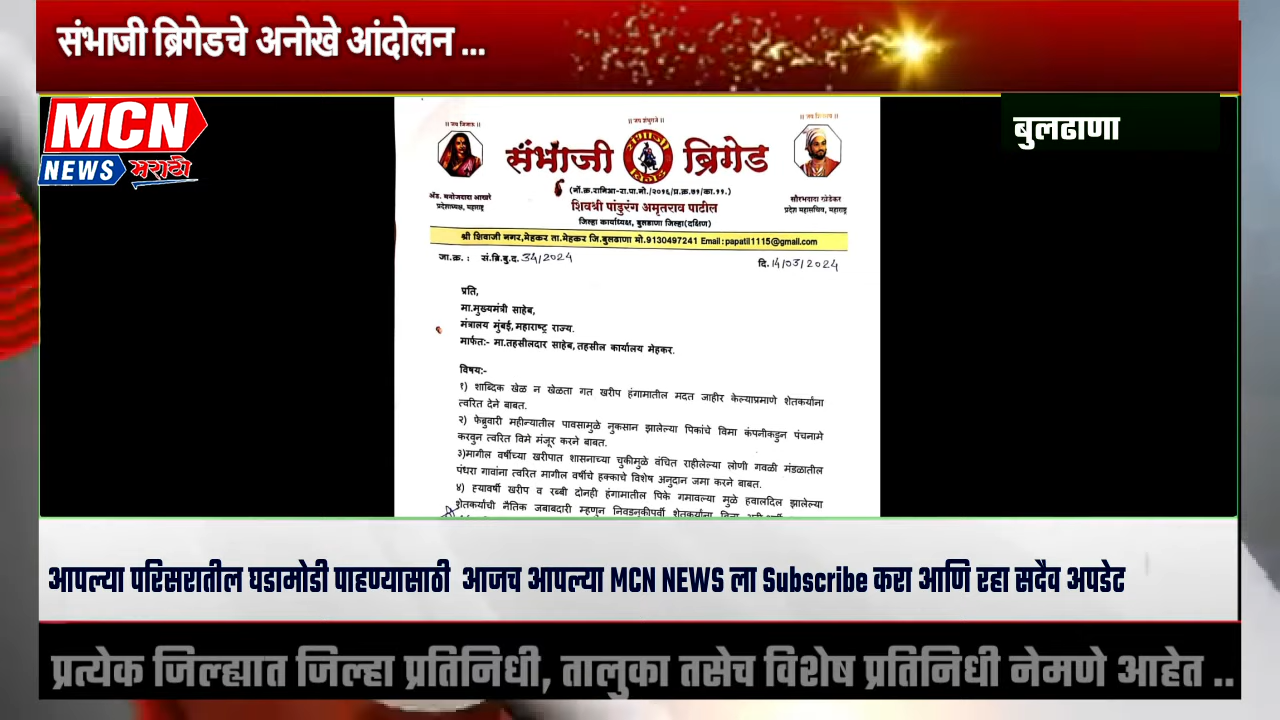 संभाजी ब्रिगेडचे अनोखे आंदोलन ...
MCN
NEWS मराठी
बुलढाणा
|| जय जिजाऊ ||
|| जय शंभुराजे ||
|| जय शिवराय ||
संभाजी ब्रिगेड
अॅड. मनोजदादा आखरे
प्रदेशाध्यक्ष, महाराष्ट्र
सौरभदादा खेडेकर
प्रदेश महासचिव, महाराष्ट्र
(नों.क्र.रानिआ-रा.पा.नों./२०१६/प्र.क्र.७१/का.११.)
शिवश्री पांडुरंग अमृतराव पाटील
जिल्हा कार्याध्यक्ष, बुलढाणा जिल्हा(दक्षिण)
श्री शिवाजी नगर,मेहकर ता.मेहकर जि.बुलढाणा मो.9130497241 Email:papatil1115@gmail.com
जा.क्र. : सं.ब्रि.बु.द. 34/2024
दि. 14/03/2024
प्रति,
मा.मुख्यमंत्री साहेब,
मंत्रालय मुंबई,महाराष्ट्र राज्य.
मार्फत:- मा.तहसीलदार साहेब,तहसील कार्यालय मेहकर.
विषय:-
१) शाब्दिक खेळ न खेळता गत खरीप हंगामातील मदत जाहीर केल्याप्रमाणे शेतकर्यांना
त्वरित देने बाबत.
२) फेब्रुवारी महीन्यातील पावसामुळे नुकसान झालेल्या पिकांचे विमा कंपनीकडुन पंचनामे
करवुन त्वरित विमे मंजूर करने बाबत.
३)मागील वर्षीच्या खरीपात शासनाच्या चुकीमुळे वंचित राहीलेल्या लोणी गवळी मंडळातील
पंधरा गावांना त्वरित मागील वर्षीचे हक्काचे विशेष अनुदान जमा करने बाबत.
४) ह्यावर्षी खरीप व रब्बी दोनही हंगामातील पिके गमावल्या मुळे हवालदिल झालेल्या
शेतकर्याची नैतिक जबाबदारी म्हणुन निवडनुकीपर्वी शेतकर्यांना विना
आपल्या परिसरातील घडामोडी पाहण्यासाठी आजच आपल्या MCN NEWS ला Subscribe करा आणि रहा सदैव अपडेट
प्रत्येक जिल्ह्यात जिल्हा प्रतिनिधी, तालुका तसेच विशेष प्रतिनिधी नेमणे आहेत ..